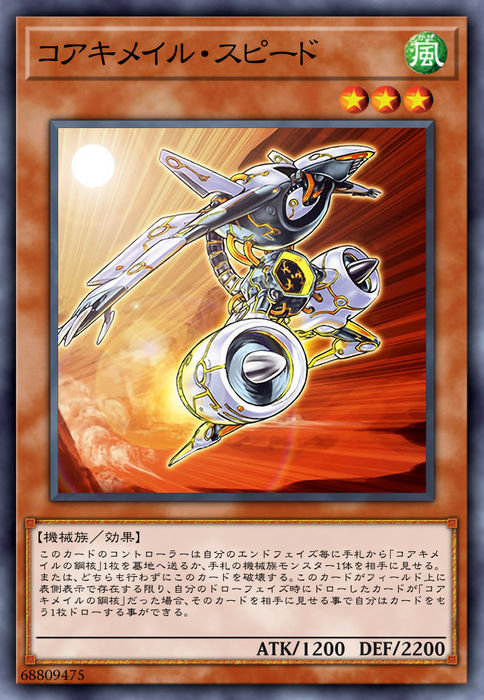 コアキメイル・スピード
風
かぜ
【機械族／効果】
このカードのコントローラーは自分のエンドフェイズ毎に手札から｢コアキメ
イルの鋼核｣1枚を墓地へ送るか、手札の機械族モンスター1体を相手に見せる。
または、どちらも行わずにこのカードを破壊する。このカードがフィールド上に
表側表示で存在する限り、自分のドローフェイズ時にドローしたカードが｢コア
キメイルの鋼核｣だった場合、そのカードを相手に見せる事で自分はカードをも
う1枚ドローする事ができる。
ATK/1200 DEF/2200
68809475